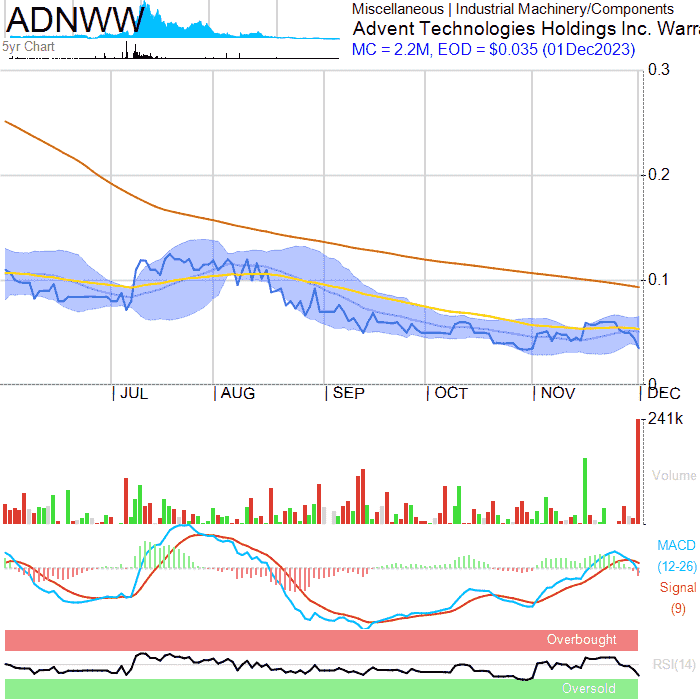 ADNWW
Miscellaneous | Industrial Machinery/Components
Advent Technologies Holdings Inc. Warra
MC = 2.2M, EOD = $0.035 (01Dec2023)
5yr Chart
0.3
0.2
0.1
0
JUL AUG SEP OCT NOV DEC
241k
Volume
MACD
(12-26)
Signal
(9)
Overbought
RSI(14)
Oversold